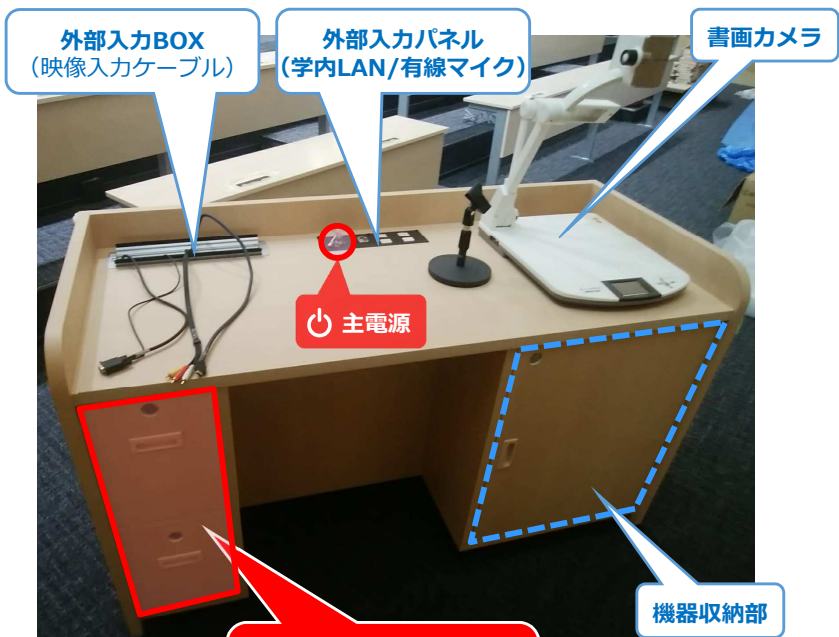 外部入力BOX
（映像入力ケーブル）
外部入力パネル
（学内LAN/有線マイク）
書画カメラ
主電源
機器収納部